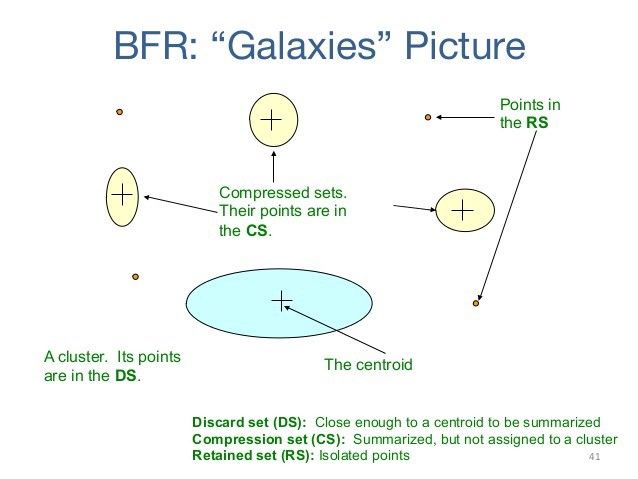 BFR: “Galaxies” Picture
Points in
the RS
Compressed sets.
Their points are in
the CS.
A cluster.  Its points
are in the DS.
The centroid
Discard set (DS):  Close enough to a centroid to be summarized
Compression set (CS):  Summarized, but not assigned to a cluster
Retained set (RS): Isolated points
41